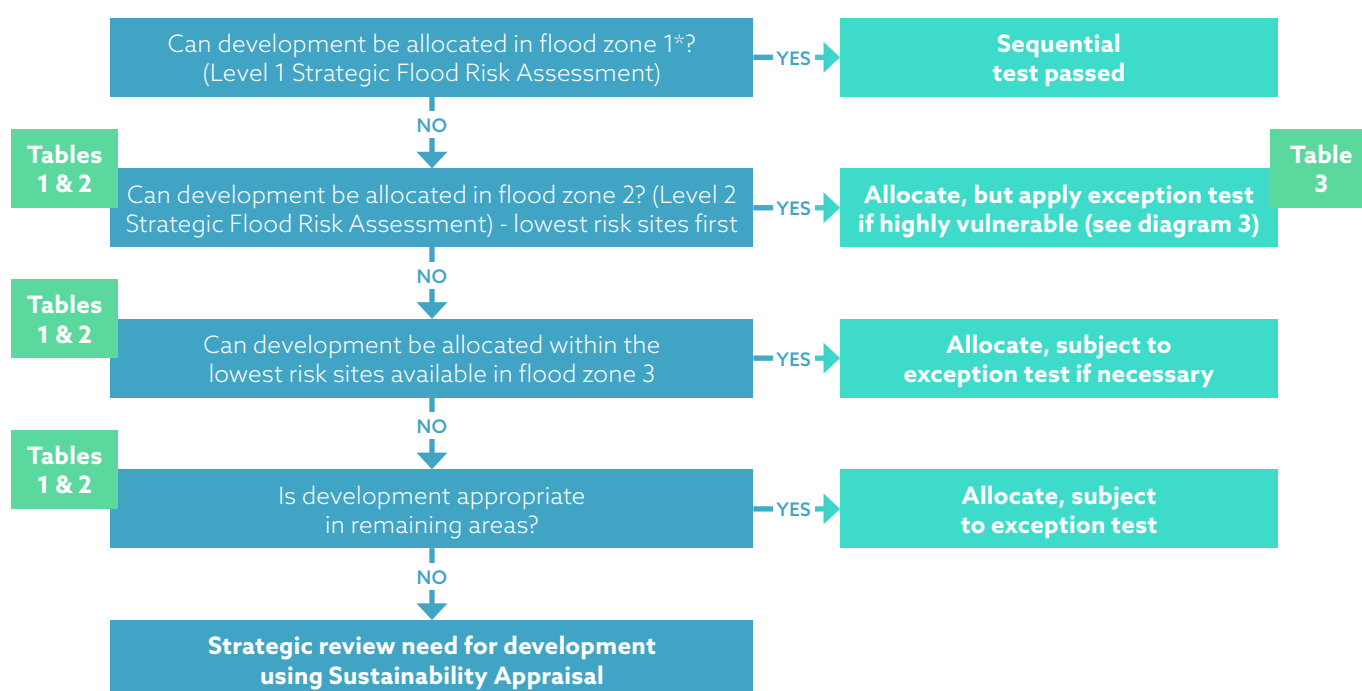 Can development be allocated in flood zone 1*?
(Level 1 Strategic Flood Risk Assessment)
YES
Sequential
test passed
NO
Tables
1 & 2
Can development be allocated in flood zone 2? (Level 2
Strategic Flood Risk Assessment) - lowest risk sites first
YES
Allocate, but apply exception test
if highly vulnerable (see diagram 3)
Table
3
NO
Tables
1 & 2
Can development be allocated within the
lowest risk sites available in flood zone 3
YES
Allocate, subject to
exception test if necessary
NO
Tables
1 & 2
Is development appropriate
in remaining areas?
YES
Allocate, subject
to exception test
NO
Strategic review need for development
using Sustainability Appraisal